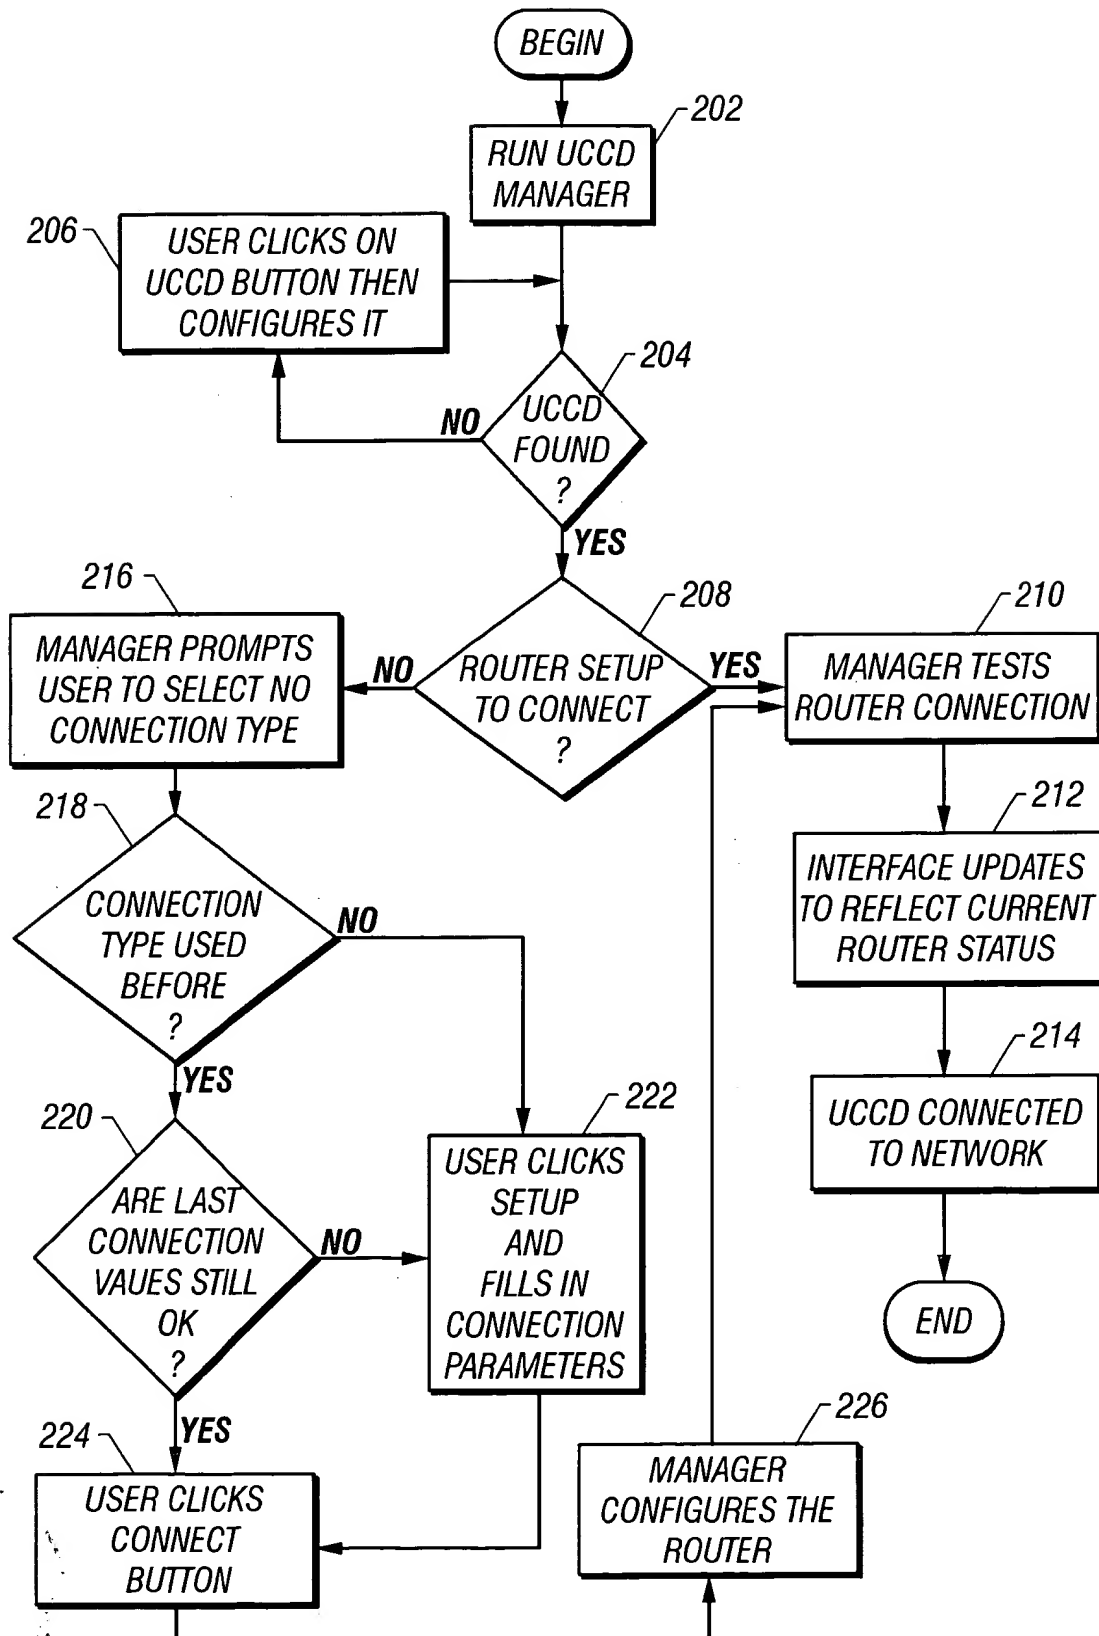 BEGIN
202
RUN UCCD
MANAGER
206
USER CLICKS ON
UCCD BUTTON THEN
CONFIGURES IT
204
UCCD
FOUND
?
NO
YES
216
MANAGER PROMPTS
USER TO SELECT NO
CONNECTION TYPE
208
ROUTER SETUP
TO CONNECT
?
NO
YES
210
MANAGER TESTS
ROUTER CONNECTION
212
INTERFACE UPDATES
TO REFLECT CURRENT
ROUTER STATUS
214
UCCD CONNECTED
TO NETWORK
END
218
CONNECTION
TYPE USED
BEFORE
?
NO
YES
220
ARE LAST
CONNECTION
VAUES STILL
OK
?
NO
YES
222
USER CLICKS
SETUP
AND
FILLS IN
CONNECTION
PARAMETERS
224
USER CLICKS
CONNECT
BUTTON
226
MANAGER
CONFIGURES THE
ROUTER